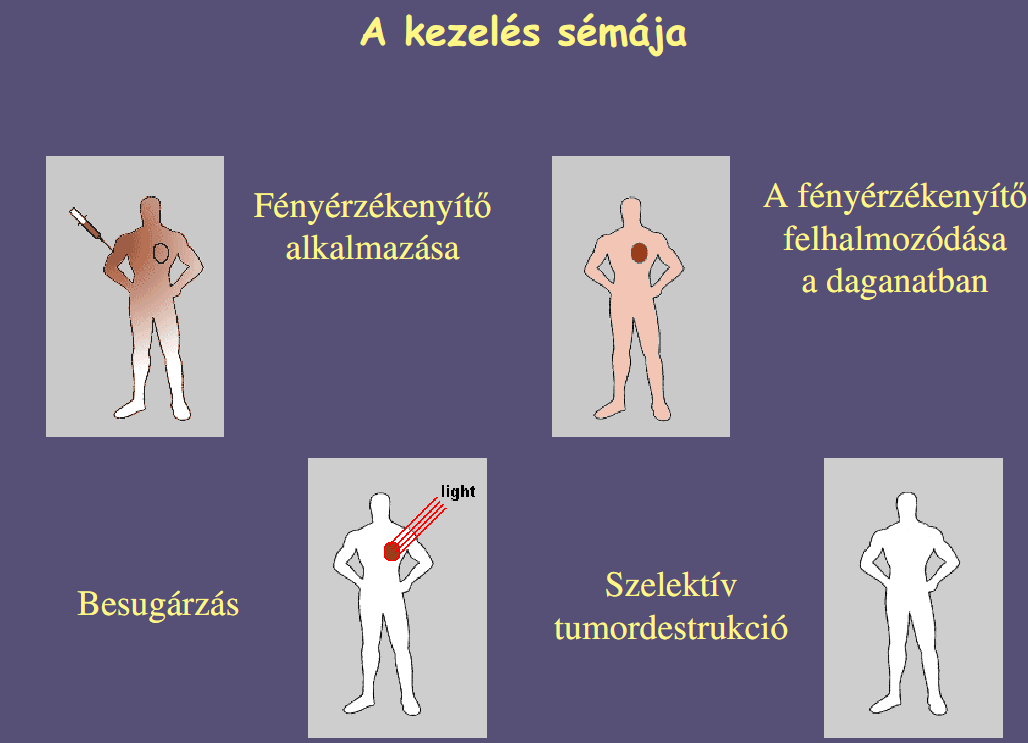 A kezelés sémája
Fényérzékenyítő
alkalmazása
A fényérzékenyítő
felhalmozódása
a daganatban
light
Besugárzás
Szelektív
tumordestrukció